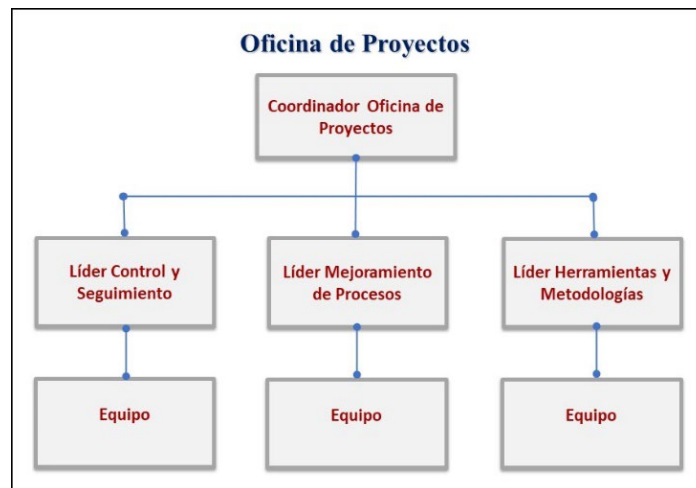 Oficina de Proyectos
Coordinador Oficina de
Proyectos
Líder Control y
Seguimiento
Líder Mejoramiento
de Procesos
Líder Herramientas y
Metodologías
Equipo
Equipo
Equipo